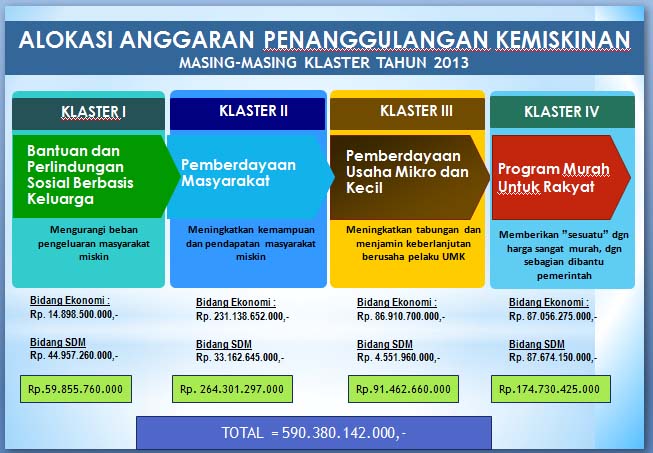 ALOKASI ANGGARAN PENANGGULANGAN KEMISKINAN
MASING-MASING KLASTER TAHUN 2013
KLASTER I
Bantuan dan
Perlindungan
Sosial Berbasis
Keluarga
Mengurangi beban
pengeluaran masyarakat
miskin
Bidang Ekonomi :
Rp. 14.898.500.000,-
Bidang SDM
Rp. 44.957.260.000,-
Rp.59.855.760.000
KLASTER II
Pemberdayaan
Masyarakat
Meningkatkan kemampuan
dan pendapatan masyarakat
miskin
Bidang Ekonomi :
Rp. 231.138.652.000,-
Bidang SDM
Rp. 33.162.645.000,-
Rp. 264.301.297.000
KLASTER III
Pemberdayaan
Usaha Mikro dan
Kecil
Meningkatkan tabungan dan
menjamin keberlanjutan
berusaha pelaku UMK
Bidang Ekonomi :
Rp. 86.910.700.000,-
Bidang SDM
Rp. 4.551.960.000,-
Rp.91.462.660.000
KLASTER IV
Program Murah
Untuk Rakyat
Memberikan ”sesuatu” dgn
harga sangat murah, dgn
sebagian dibantu
pemerintah
Bidang Ekonomi :
Rp. 87.056.275.000,-
Bidang SDM
Rp. 87.674.150.000,-
Rp.174.730.425.000
TOTAL = 590.380.142.000,-